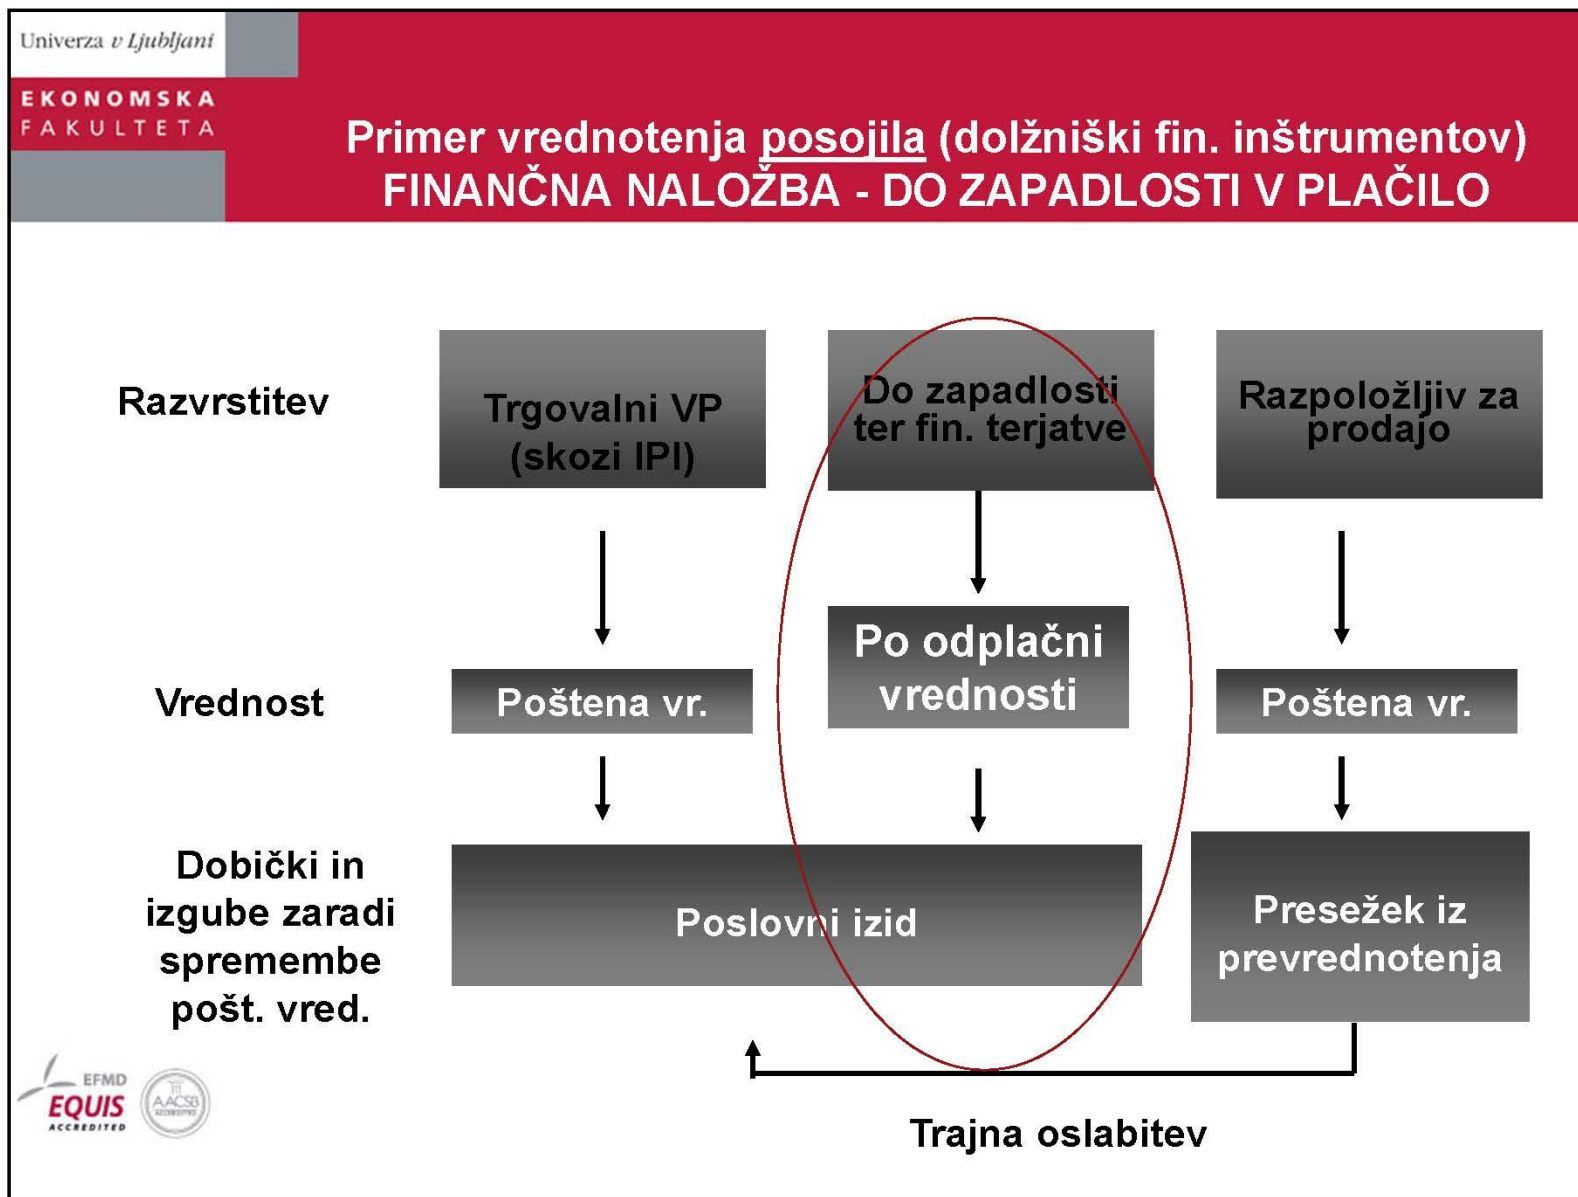 Univerza v Ljubljani
EKONOMSKA
FAKULTETA
Primer vrednotenja posojila (dolžniški fin. inštrumentov)
FINANČNA NALOŽBA - DO ZAPADLOSTI V PLAČILO
Razvrstitev
Trgovalni VP
(skozi IPI)
Do zapadlosti
ter fin. terjatve
Razpoložljiv za
prodajo
Vrednost
Poštena vr.
Po odplačni
vrednosti
Poštena vr.
Dobički in
izgube zaradi
spremembe
pošt. vred.
Poslovni izid
Presežek iz
prevrednotenja
Trajna oslabitev
EFMD
EQUIS
ACCREDITED
AACSB
ACCREDITED